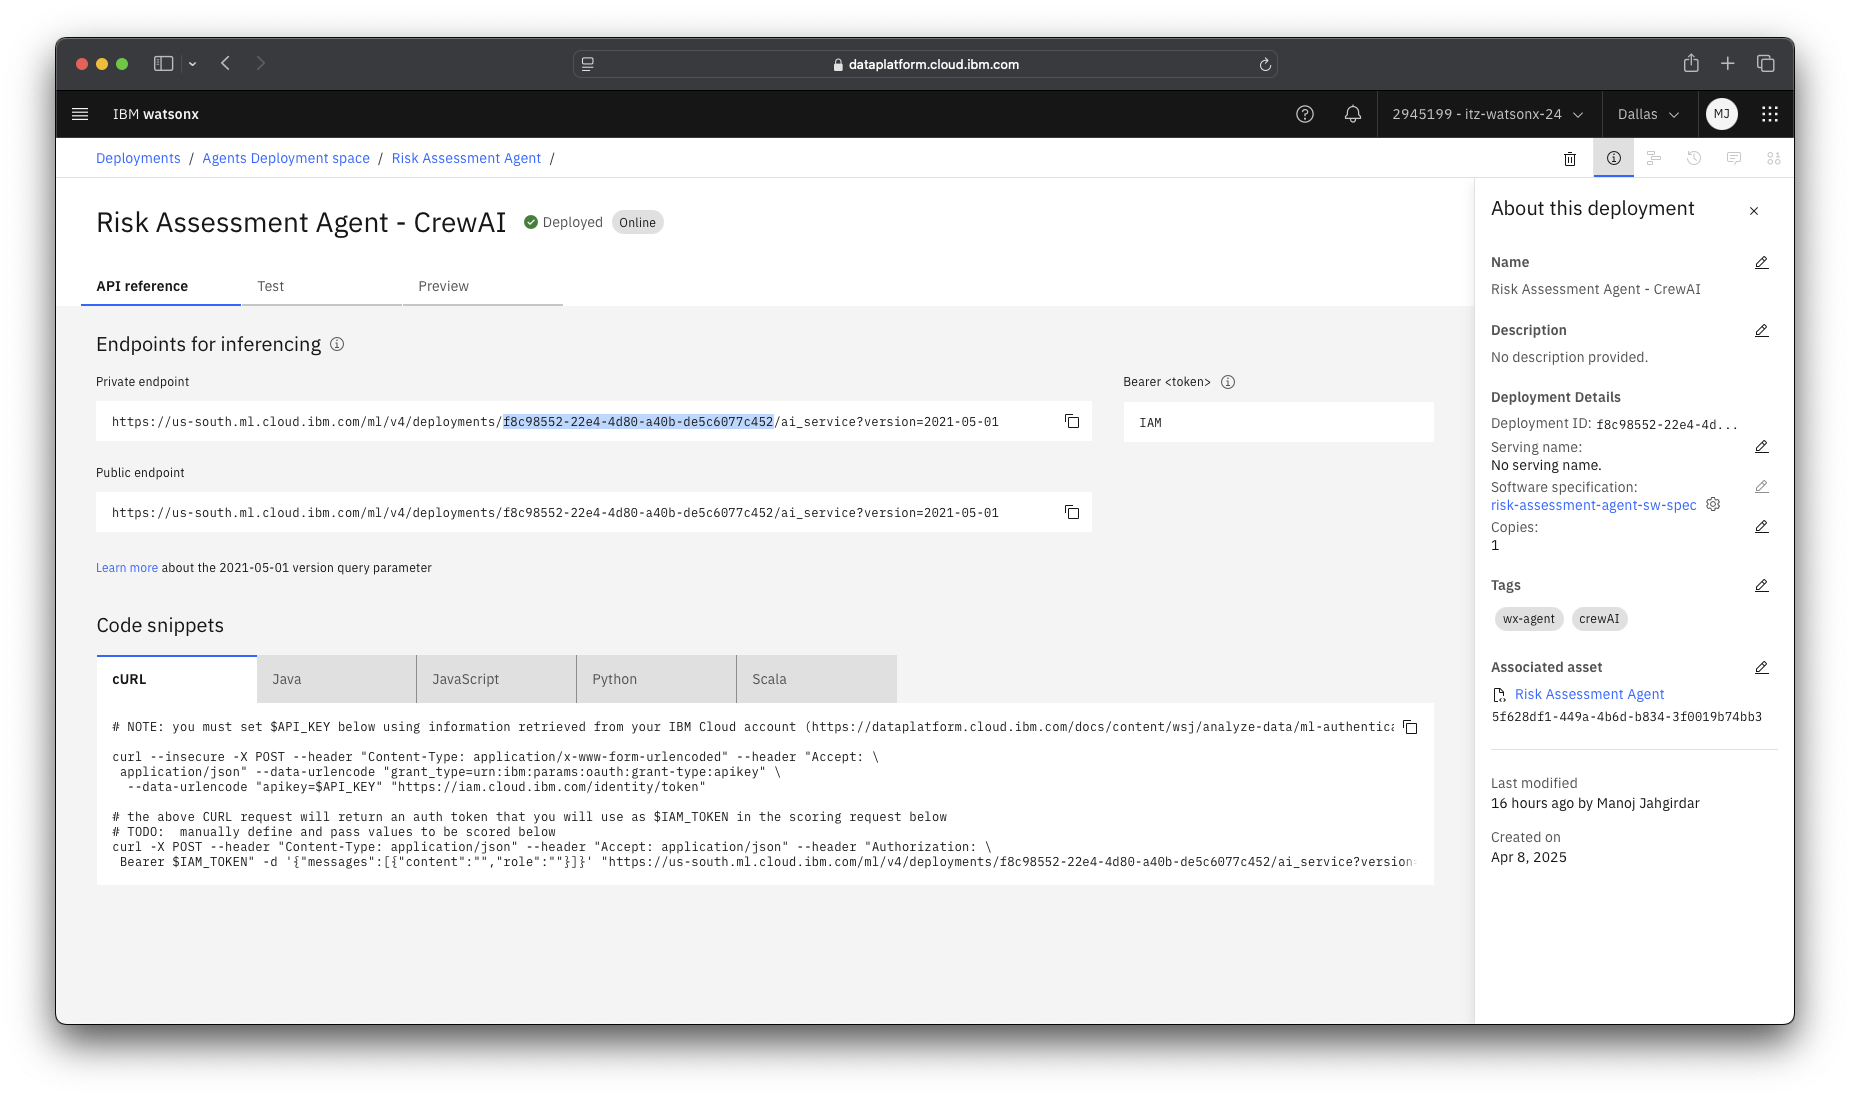 dataplatform.cloud.ibm.com
IBM watsonx
2945199 - itz-watsonx-24
Dallas
MJ
Deployments / Agents Deployment space / Risk Assessment Agent /
Risk Assessment Agent - CrewAI
Deployed
Online
API reference
Test
Preview
Endpoints for inferencing
Private endpoint
https://us-south.ml.cloud.ibm.com/ml/v4/deployments/f8c98552-22e4-4d80-a40b-de5c6077c452/ai_service?version=2021-05-01
Bearer <token>
IAM
Public endpoint
https://us-south.ml.cloud.ibm.com/ml/v4/deployments/f8c98552-22e4-4d80-a40b-de5c6077c452/ai_service?version=2021-05-01
Learn more about the 2021-05-01 version query parameter
Code snippets
cURL
Java
JavaScript
Python
Scala
# NOTE: you must set $API_KEY below using information retrieved from your IBM Cloud account (https://dataplatform.cloud.ibm.com/docs/content/wsj/analyze-data/ml-authentica
curl --insecure -X POST --header "Content-Type: application/x-www-form-urlencoded" --header "Accept: \
application/json" --data-urlencode "grant_type=urn:ibm:params:oauth:grant-type:apikey" \
--data-urlencode "apikey=$API_KEY" "https://iam.cloud.ibm.com/identity/token"
# the above CURL request will return an auth token that you will use as $IAM_TOKEN in the scoring request below
# TODO:  manually define and pass values to be scored below
curl -X POST --header "Content-Type: application/json" --header "Accept: application/json" --header "Authorization: \
Bearer $IAM_TOKEN" -d '{"messages":[{"content":"","role":""}]}' "https://us-south.ml.cloud.ibm.com/ml/v4/deployments/f8c98552-22e4-4d80-a40b-de5c6077c452/ai_service?version=
About this deployment
Name
Risk Assessment Agent - CrewAI
Description
No description provided.
Deployment Details
Deployment ID: f8c98552-22e4-4d...
Serving name:
No serving name.
Software specification:
risk-assessment-agent-sw-spec
Copies:
1
Tags
wx-agent
crewAI
Associated asset
Risk Assessment Agent
5f628df1-449a-4b6d-b834-3f0019b74bb3
Last modified
16 hours ago by Manoj Jahgirdar
Created on
Apr 8, 2025